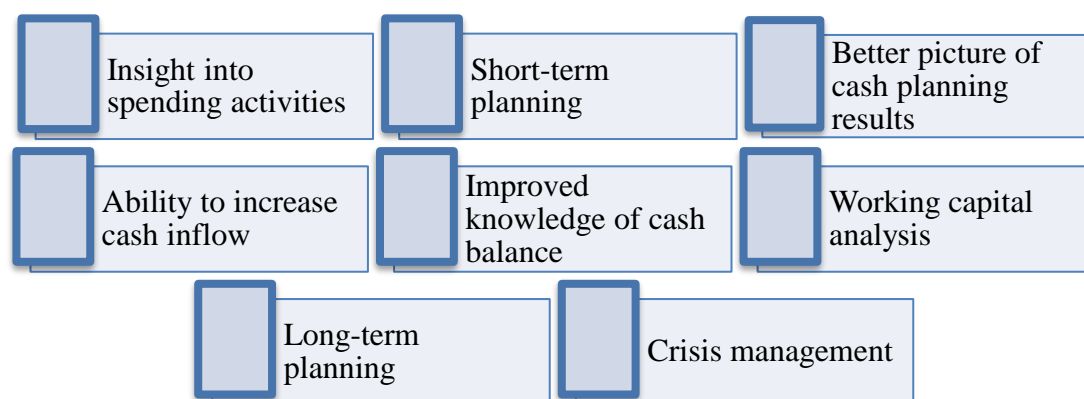 Insight into
spending activities
Short-term
planning
Better picture of
cash planning
results
Ability to increase
cash inflow
Improved
knowledge of cash
balance
Working capital
analysis
Long-term
planning
Crisis management